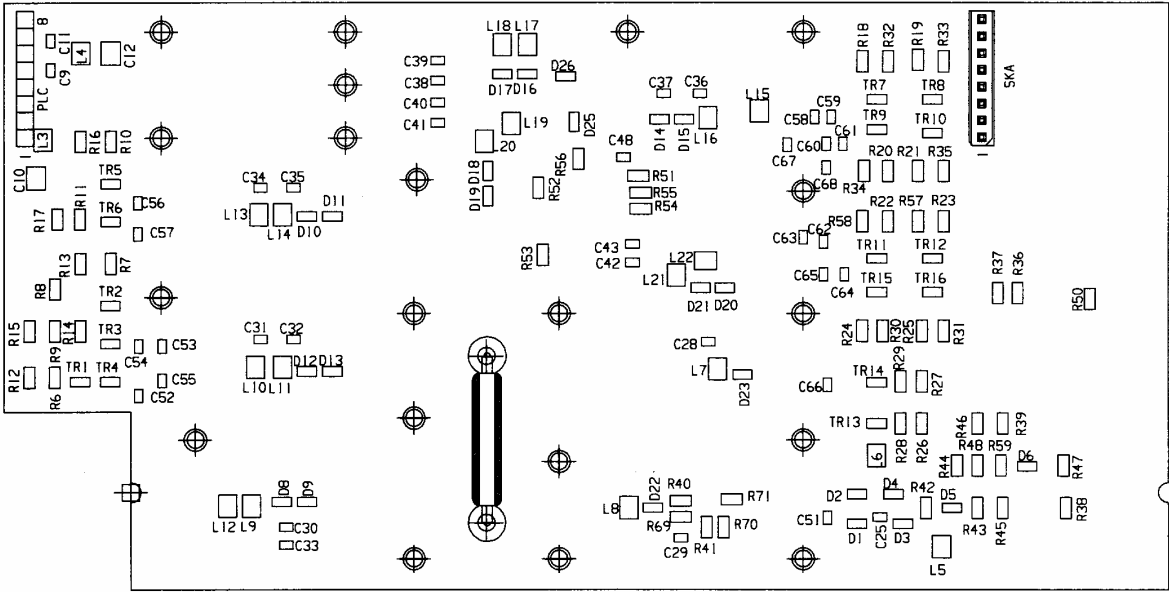 8
C11
C9
L4
C12
PLC
L3
1
R16
R10
C10
TR5
R17
R11
TR6
C56
C57
R13
R7
R8
TR2
R15
R9
R14
TR3
C54
C53
R12
R6
TR1
TR4
C55
C52
C34
C35
L13
L14
D10
D11
C31
C32
L10
L11
D12
D13
L12
L9
D8
D9
C30
C33
L18
L17
C39
C38
C40
C41
D17
D16
D26
L19
L20
D25
D18
D19
R56
R52
R53
C37
C36
L15
D14
D15
L16
C48
R51
R55
R54
C43
C42
L22
L21
D21
D20
C28
L7
D23
L8
D22
R40
R69
C29
R41
R70
R71
C58
C59
C60
C61
C67
C68
C63
C62
C65
C64
C66
R18
R32
R19
R33
TR7
TR8
TR9
TR10
R34
R20
R21
R35
R58
R22
R57
R23
TR11
TR12
TR15
TR16
R24
R30
R25
R31
R29
TR14
R27
TR13
R28
R26
L6
SKA
1
R37
R36
R50
R46
R39
R44
R48
R59
D6
R47
D2
D4
R42
D5
R43
R45
R38
C51
D1
C25
D3
L5